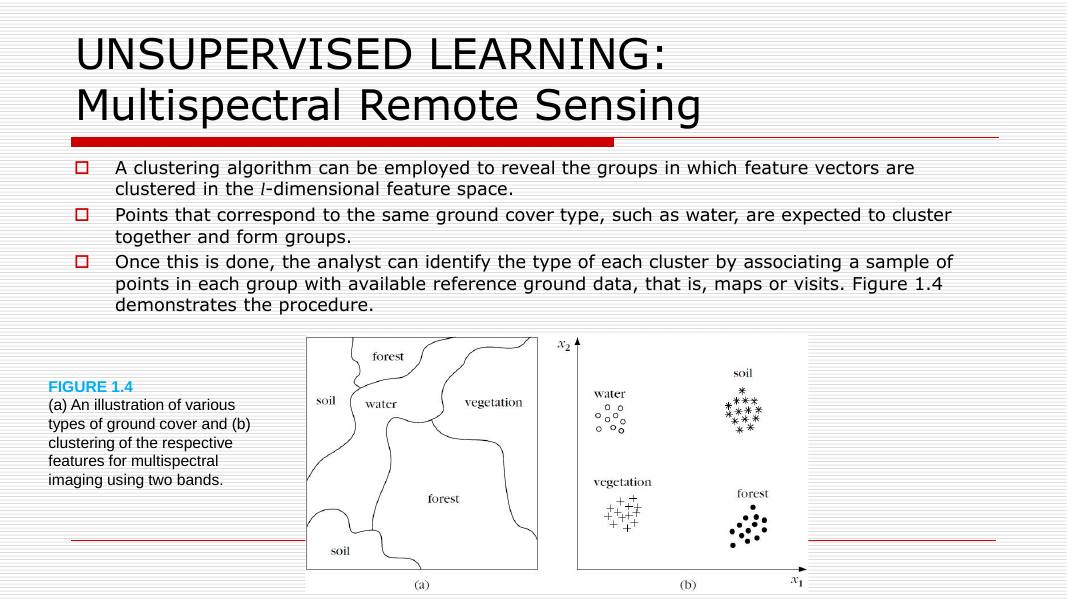 UNSUPERVISED LEARNING:
Multispectral Remote Sensing
A clustering algorithm can be employed to reveal the groups in which feature vectors are
clustered in the l-dimensional feature space.
Points that correspond to the same ground cover type, such as water, are expected to cluster
together and form groups.
Once this is done, the analyst can identify the type of each cluster by associating a sample of
points in each group with available reference ground data, that is, maps or visits. Figure 1.4
demonstrates the procedure.
FIGURE 1.4
(a) An illustration of various
types of ground cover and (b)
clustering of the respective
features for multispectral
imaging using two bands.
forest
soil
water
vegetation
forest
soil
(a)
x₂
soil
water
vegetation
forest
x₁
(b)